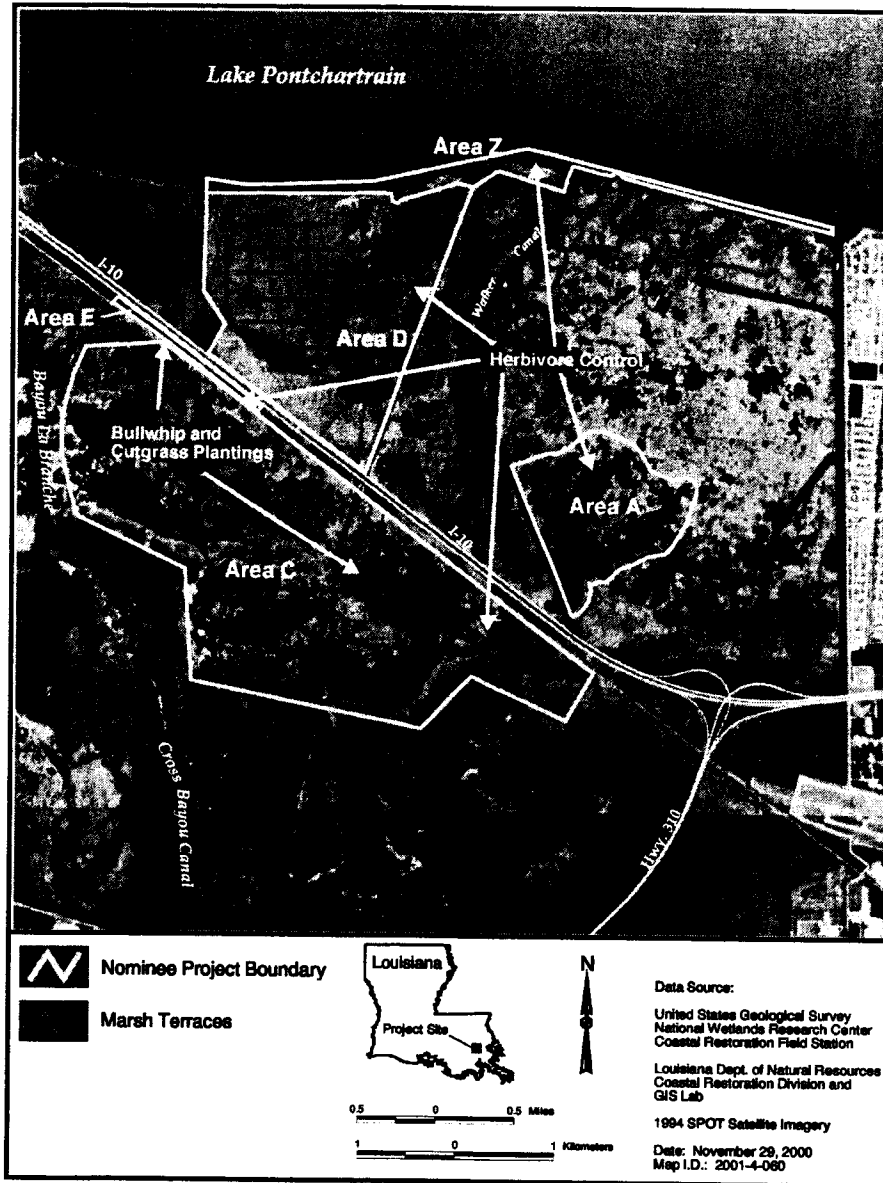 Lake Pontchartrain
Area Z
Walker Canal
I-10
Area E
Area D
Herbivore Control
Bayou La Branche
Bullwhip and
Cutgrass Plantings
Area A
I-10
Area C
Cross Bayou Canal
Hwy. 310
Nominee Project Boundary
Marsh Terraces
Louisiana
Project Site
N
0.5 0 0.5 Miles
1 0 1 Kilometers
Data Source:
United States Geological Survey
National Wetlands Research Center
Coastal Restoration Field Station
Louisiana Dept. of Natural Resources
Coastal Restoration Division and
GIS Lab
1994 SPOT Satellite Imagery
Date: November 29, 2000
Map I.D.: 2001-4-060